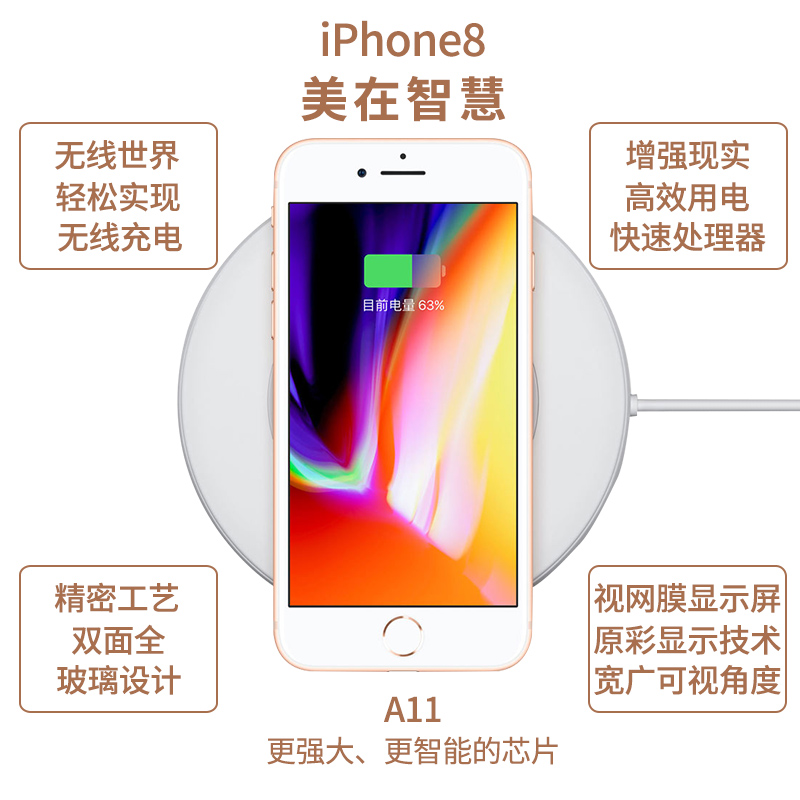 iPhone8
美在智慧
无线世界
轻松实现
无线充电
增强现实
高效用电
快速处理器
目前电量 63%
精密工艺
双面全
玻璃设计
视网膜显示屏
原彩显示技术
宽广可视角度
A11
更强大、更智能的芯片